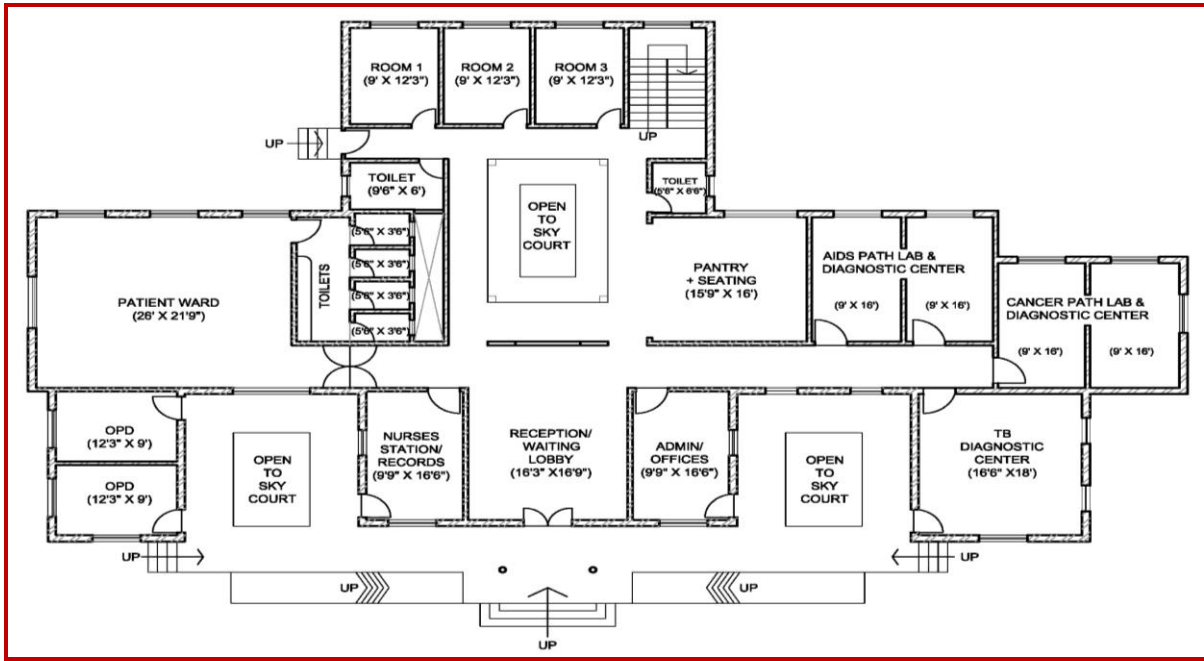 ROOM 1
(9' X 12'3")
ROOM 2
(9' X 12'3")
ROOM 3
(9' X 12'3")
UP
UP
TOILET
(9'6" X 6')
TOILET
(5'6" X 6'6")
OPEN
TO
SKY
COURT
(5'6" X 3'6")
(5'6" X 3'6")
(5'6" X 3'6")
(5'6" X 3'6")
TOILETS
PATIENT WARD
(26' X 21'9")
PANTRY
+ SEATING
(15'9" X 16')
AIDS PATH LAB &
DIAGNOSTIC CENTER
(9' X 16')
(9' X 16')
CANCER PATH LAB &
DIAGNOSTIC CENTER
(9' X 16')
(9' X 16')
OPD
(12'3" X 9')
OPD
(12'3" X 9')
OPEN
TO
SKY
COURT
NURSES
STATION/
RECORDS
(9'9" X 16'6")
RECEPTION/
WAITING
LOBBY
(16'3" X16'9")
ADMIN/
OFFICES
(9'9" X 16'6")
OPEN
TO
SKY
COURT
TB
DIAGNOSTIC
CENTER
(16'6" X18')
UP
UP
UP
UP
UP